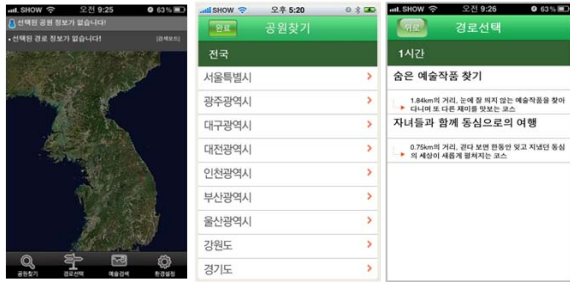 SHOW
오전 9:25
63%
선택된 공원 정보가 없습니다!
선택된 경로 정보가 없습니다!
공원찾기
경로선택
예술검색
환경설정
SHOW
오후 5:20
완료
공원찾기
전국
서울특별시
광주광역시
대구광역시
대전광역시
인천광역시
부산광역시
울산광역시
강원도
경기도
SHOW
오전 9:26
63%
뒤로
경로선택
1시간
숨은 예술작품 찾기
1.84km의 거리, 눈에 잘 띄지 않는 예술작품을 찾아
다니며 또 다른 재미를 맛보는 코스
자녀들과 함께 동심으로의 여행
0.75km의 거리, 걷다 보면 한동안 잊고 지냈던 동심
의 세상이 새롭게 펼쳐지는 코스